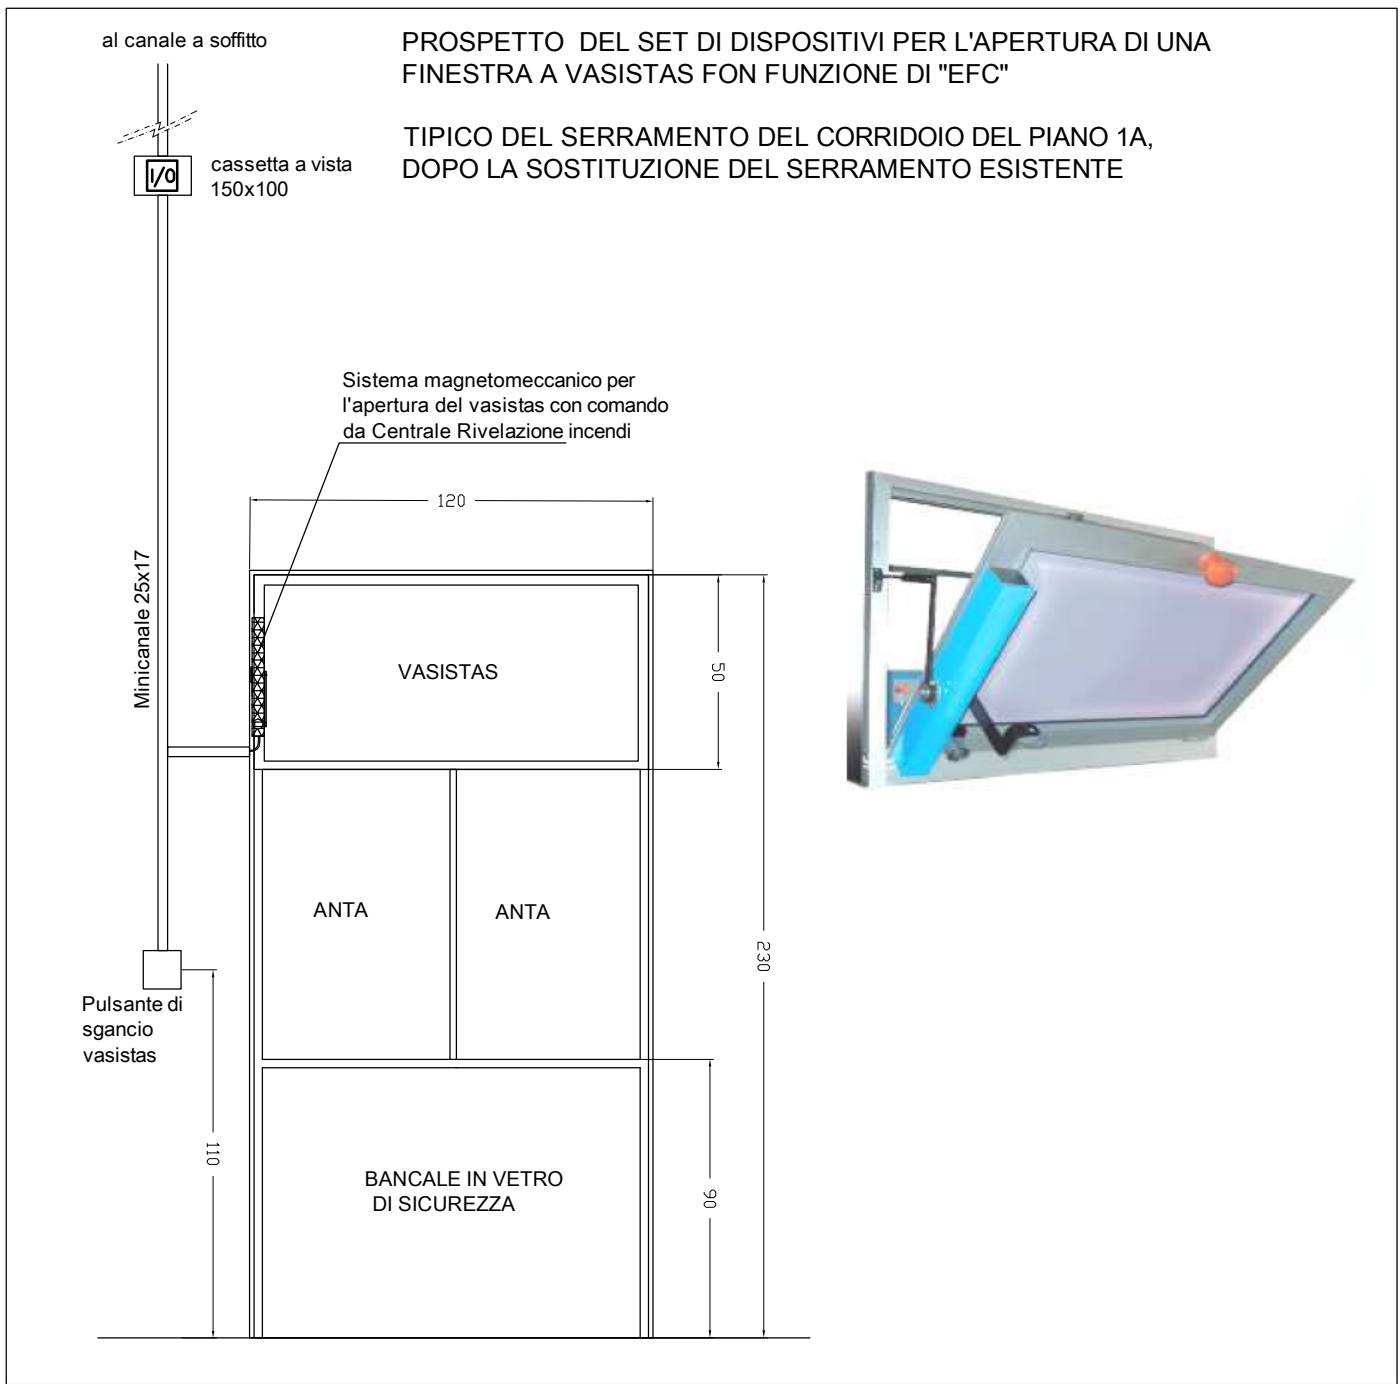 al canale a soffitto
PROSPETTO DEL SET DI DISPOSITIVI PER L'APERTURA DI UNA
FINESTRA A VASISTAS FON FUNZIONE DI "EFC"
TIPICO DEL SERRAMENTO DEL CORRIDOIO DEL PIANO 1A,
DOPO LA SOSTITUZIONE DEL SERRAMENTO ESISTENTE
I/O
cassetta a vista
150x100
Sistema magnetomeccanico per
l'apertura del vasistas con comando
da Centrale Rivelazione incendi
120
Minicanale 25x17
VASISTAS
50
ANTA
ANTA
230
Pulsante di
sgancio
vasistas
110
BANCALE IN VETRO
DI SICUREZZA
90